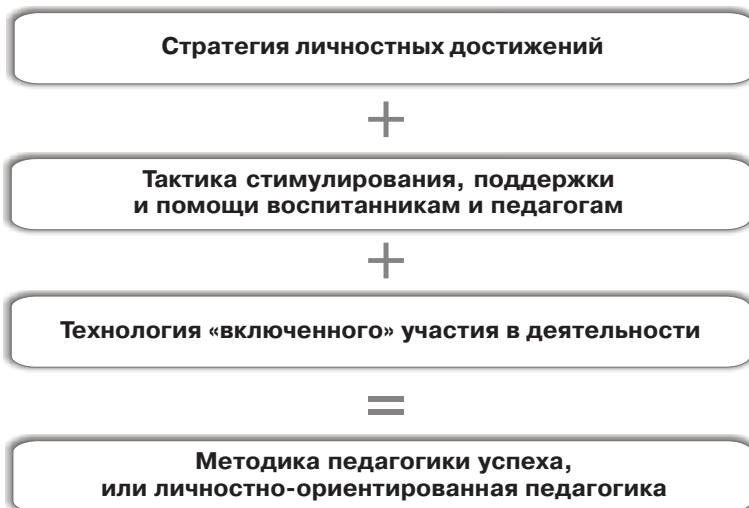 Стратегия личностных достижений
+
Тактика стимулирования, поддержки
и помощи воспитанникам и педагогам
+
Технология «включенного» участия в деятельности
=
Методика педагогики успеха,
или личностно-ориентированная педагогика